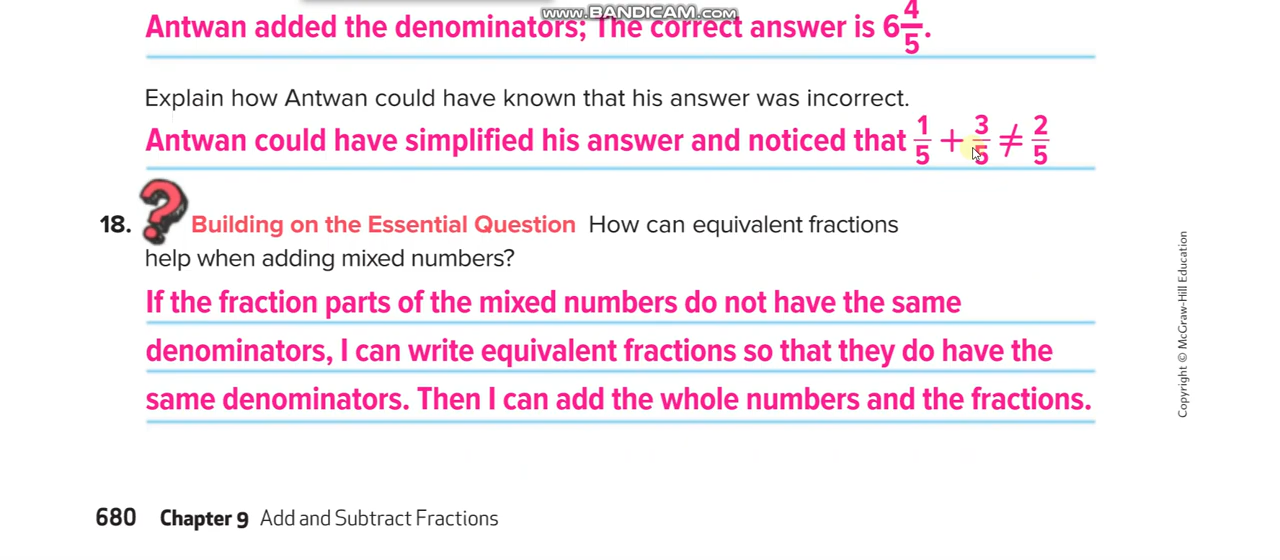 www.BANDICAM.com
Antwan added the denominators; The correct answer is 6 4/5.
Explain how Antwan could have known that his answer was incorrect.
Antwan could have simplified his answer and noticed that 1/5 + 3/5 ≠ 2/5
18. Building on the Essential Question How can equivalent fractions
help when adding mixed numbers?
If the fraction parts of the mixed numbers do not have the same
denominators, I can write equivalent fractions so that they do have the
same denominators. Then I can add the whole numbers and the fractions.
Copyright © McGraw-Hill Education
680 Chapter 9 Add and Subtract Fractions